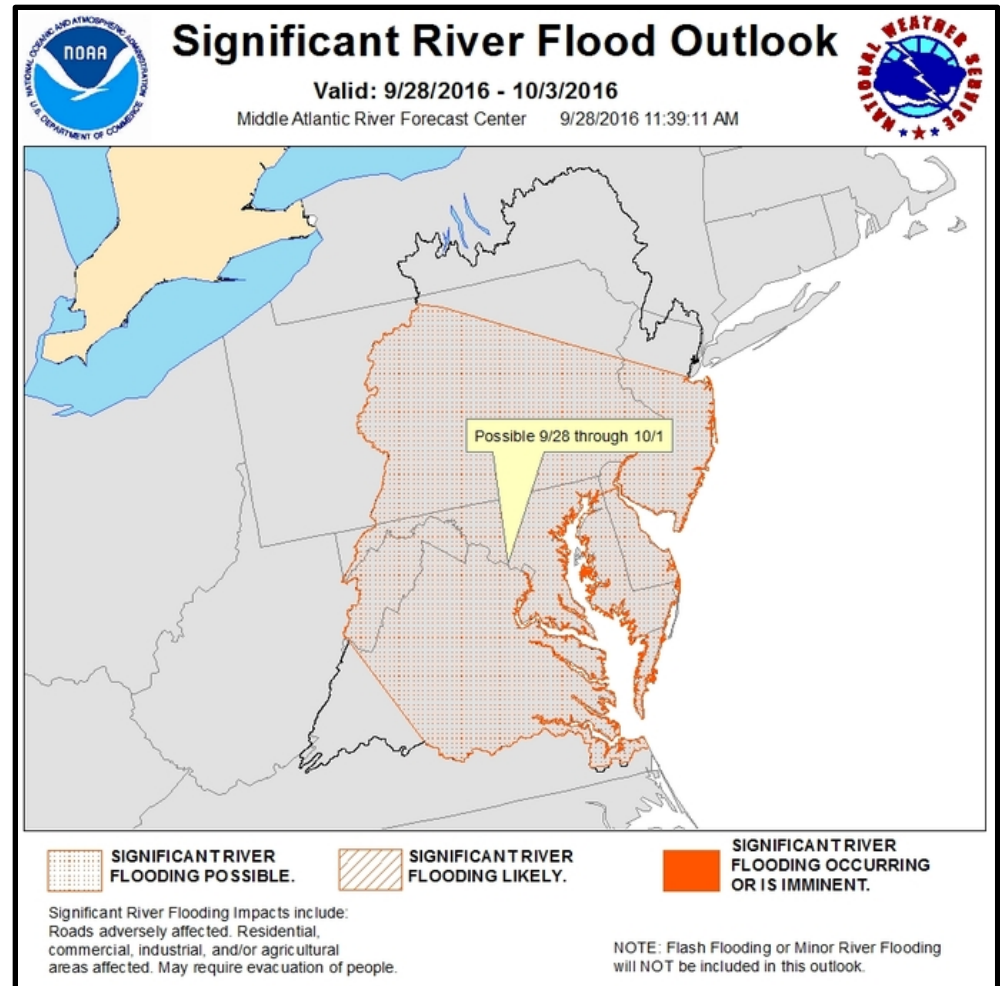 NATIONAL OCEANIC AND ATMOSPHERIC ADMINISTRATION
U.S. DEPARTMENT OF COMMERCE
NOAA
Significant River Flood Outlook
Valid: 9/28/2016 - 10/3/2016
Middle Atlantic River Forecast Center 9/28/2016 11:39:11 AM
NATIONAL WEATHER SERVICE
Possible 9/28 through 10/1
SIGNIFICANT RIVER
FLOODING POSSIBLE.
SIGNIFICANT RIVER
FLOODING LIKELY.
SIGNIFICANT RIVER
FLOODING OCCURRING
OR IS IMMINENT.
Significant River Flooding Impacts include:
Roads adversely affected. Residential,
commercial, industrial, and/or agricultural
areas affected. May require evacuation of people.
NOTE: Flash Flooding or Minor River Flooding
will NOT be included in this outlook.